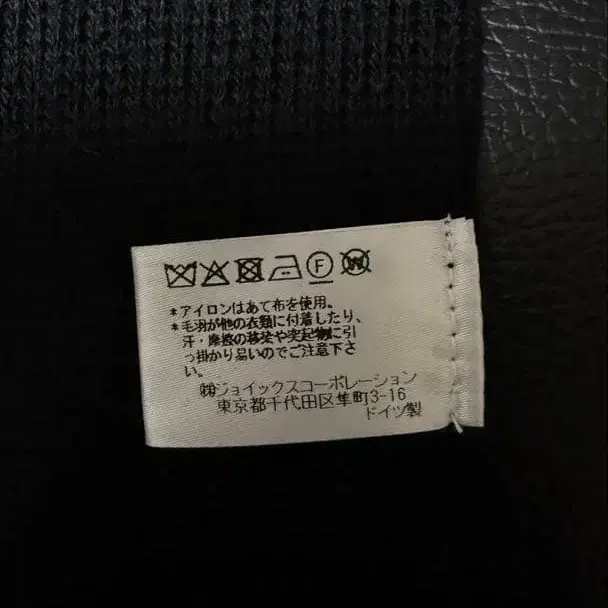 F W
*アイロンはあて布を使用。
*毛羽が他の衣類に付着したり、
汗・摩擦の移染や突起物に引
っ掛かり易いのでご注意下さ
い。
㈱ジョイックスコーポレーション
東京都千代田区隼町3-16
ドイツ製